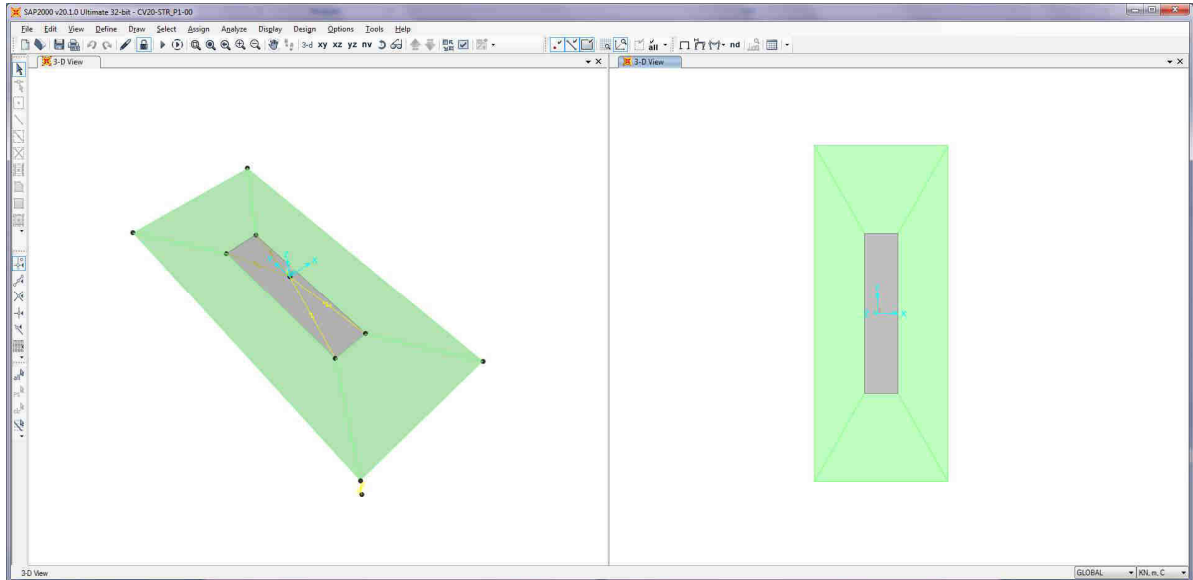 SAP2000 v20.1.0 Ultimate 32-bit - CV20-STR_P1-00
File Edit View Define Draw Select Assign Analyze Display Design Options Tools Help
3-d xy xz yz nv all nd
3-D View
3-D View
Z
X
X
3-D View
GLOBAL
KN, m, C